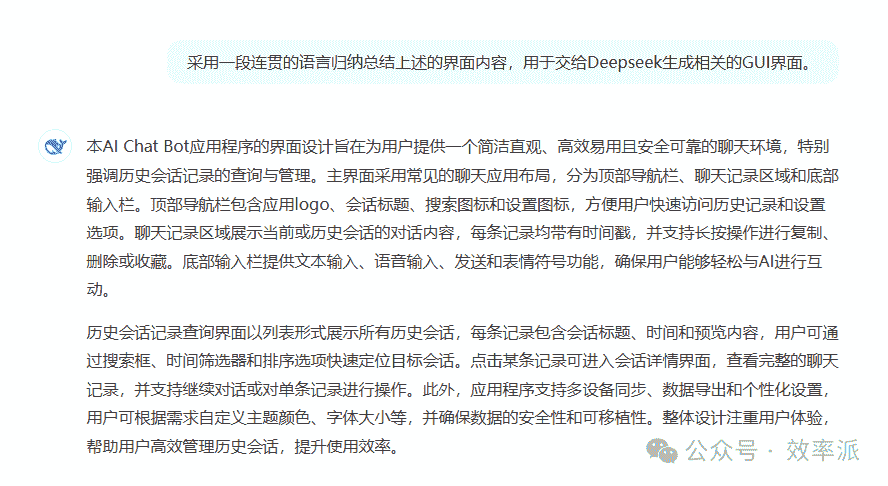 采用一段连贯的语言归纳总结上述的界面内容，用于交给Deepseek生成相关的GUI界面。
本AI Chat Bot应用程序的界面设计旨在为用户提供一个简洁直观、高效易用且安全可靠的聊天环境，特别
强调历史会话记录的查询与管理。主界面采用常见的聊天应用布局，分为顶部导航栏、聊天记录区域和底部
输入栏。顶部导航栏包含应用logo、会话标题、搜索图标和设置图标，方便用户快速访问历史记录和设置
选项。聊天记录区域展示当前或历史会话的对话内容，每条记录均带有时间戳，并支持长按操作进行复制、
删除或收藏。底部输入栏提供文本输入、语音输入、发送和表情符号功能，确保用户能够轻松与AI进行互
动。
历史会话记录查询界面以列表形式展示所有历史会话，每条记录包含会话标题、时间和预览内容，用户可通
过搜索框、时间筛选器和排序选项快速定位目标会话。点击某条记录可进入会话详情界面，查看完整的聊天
记录，并支持继续对话或对单条记录进行操作。此外，应用程序支持多设备同步、数据导出和个性化设置，
用户可根据需求自定义主题颜色、字体大小等，并确保数据的安全性和可移植性。整体设计注重用户体验，
帮助用户高效管理历史会话，提升使用效率。
公众号 · 效率派